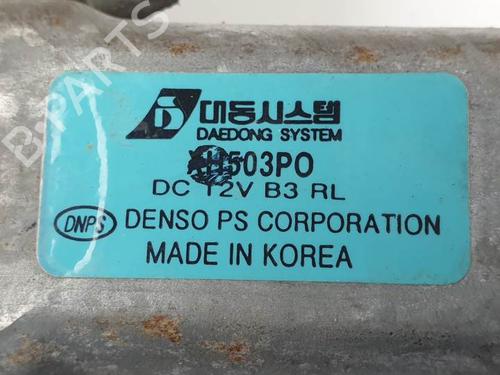 B-PARTS
대동시스템
DAEDONG SYSTEM
503PO
DC 12V B3 RL
DNPS DENSO PS CORPORATION
MADE IN KOREA